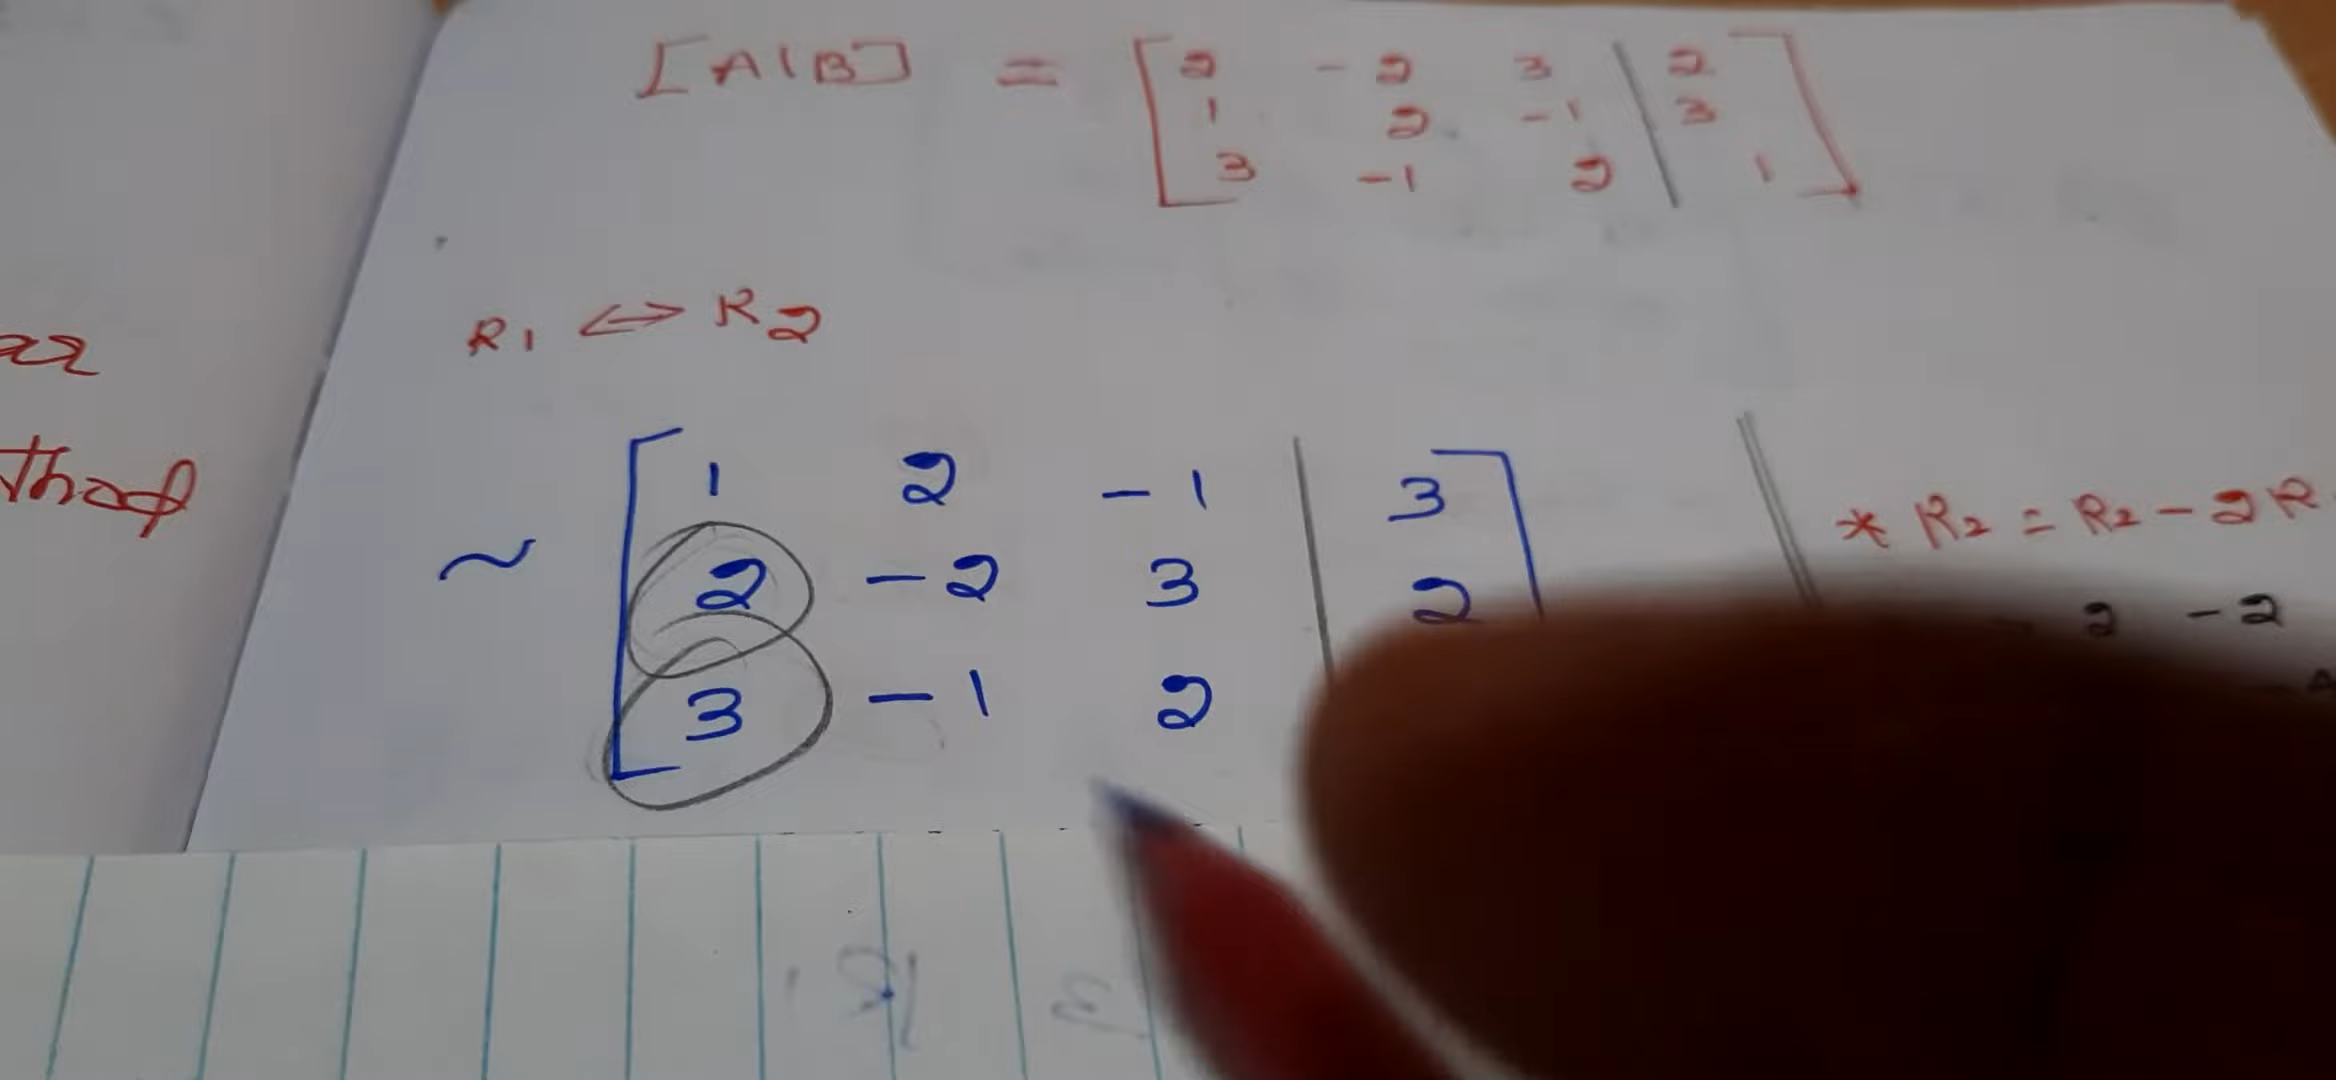 [A|B] = [ 2 -2 3 | 2 ]
1 2 -1 | 3
3 -1 2 | 1
R1 <=> R2
~ [ 1 2 -1 | 3 ]
* R2 = R2 - 2R
2 -2 3 | 2
2 -2
3 -1 2